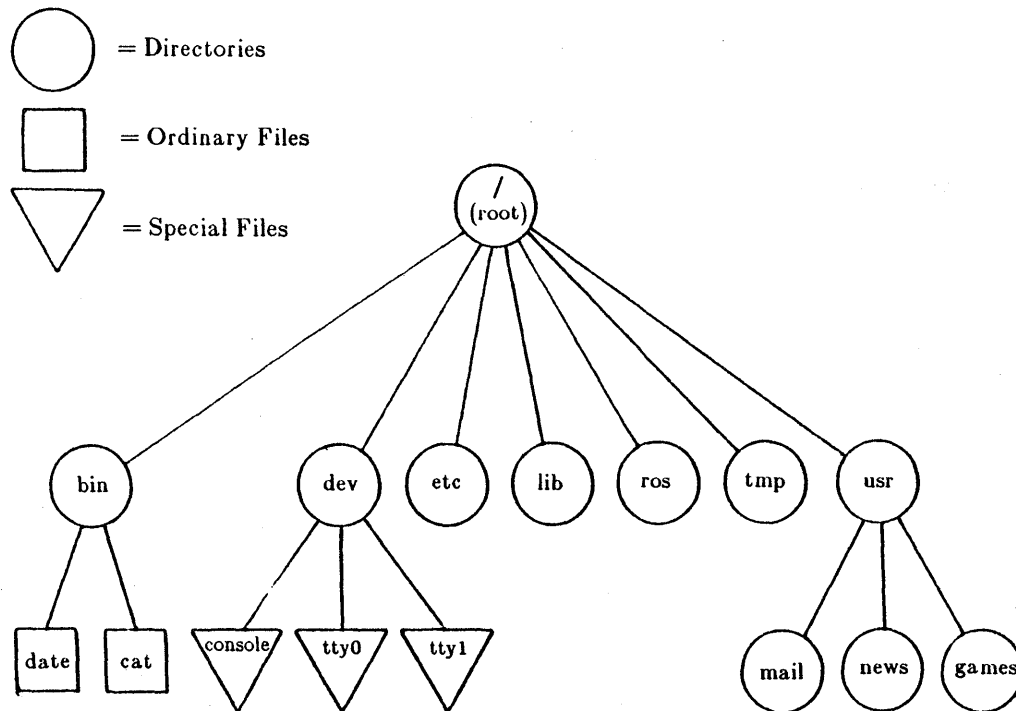 = Directories
= Ordinary Files
= Special Files
/
(root)
bin
dev
etc
lib
ros
tmp
usr
date
cat
console
tty0
tty1
mail
news
games